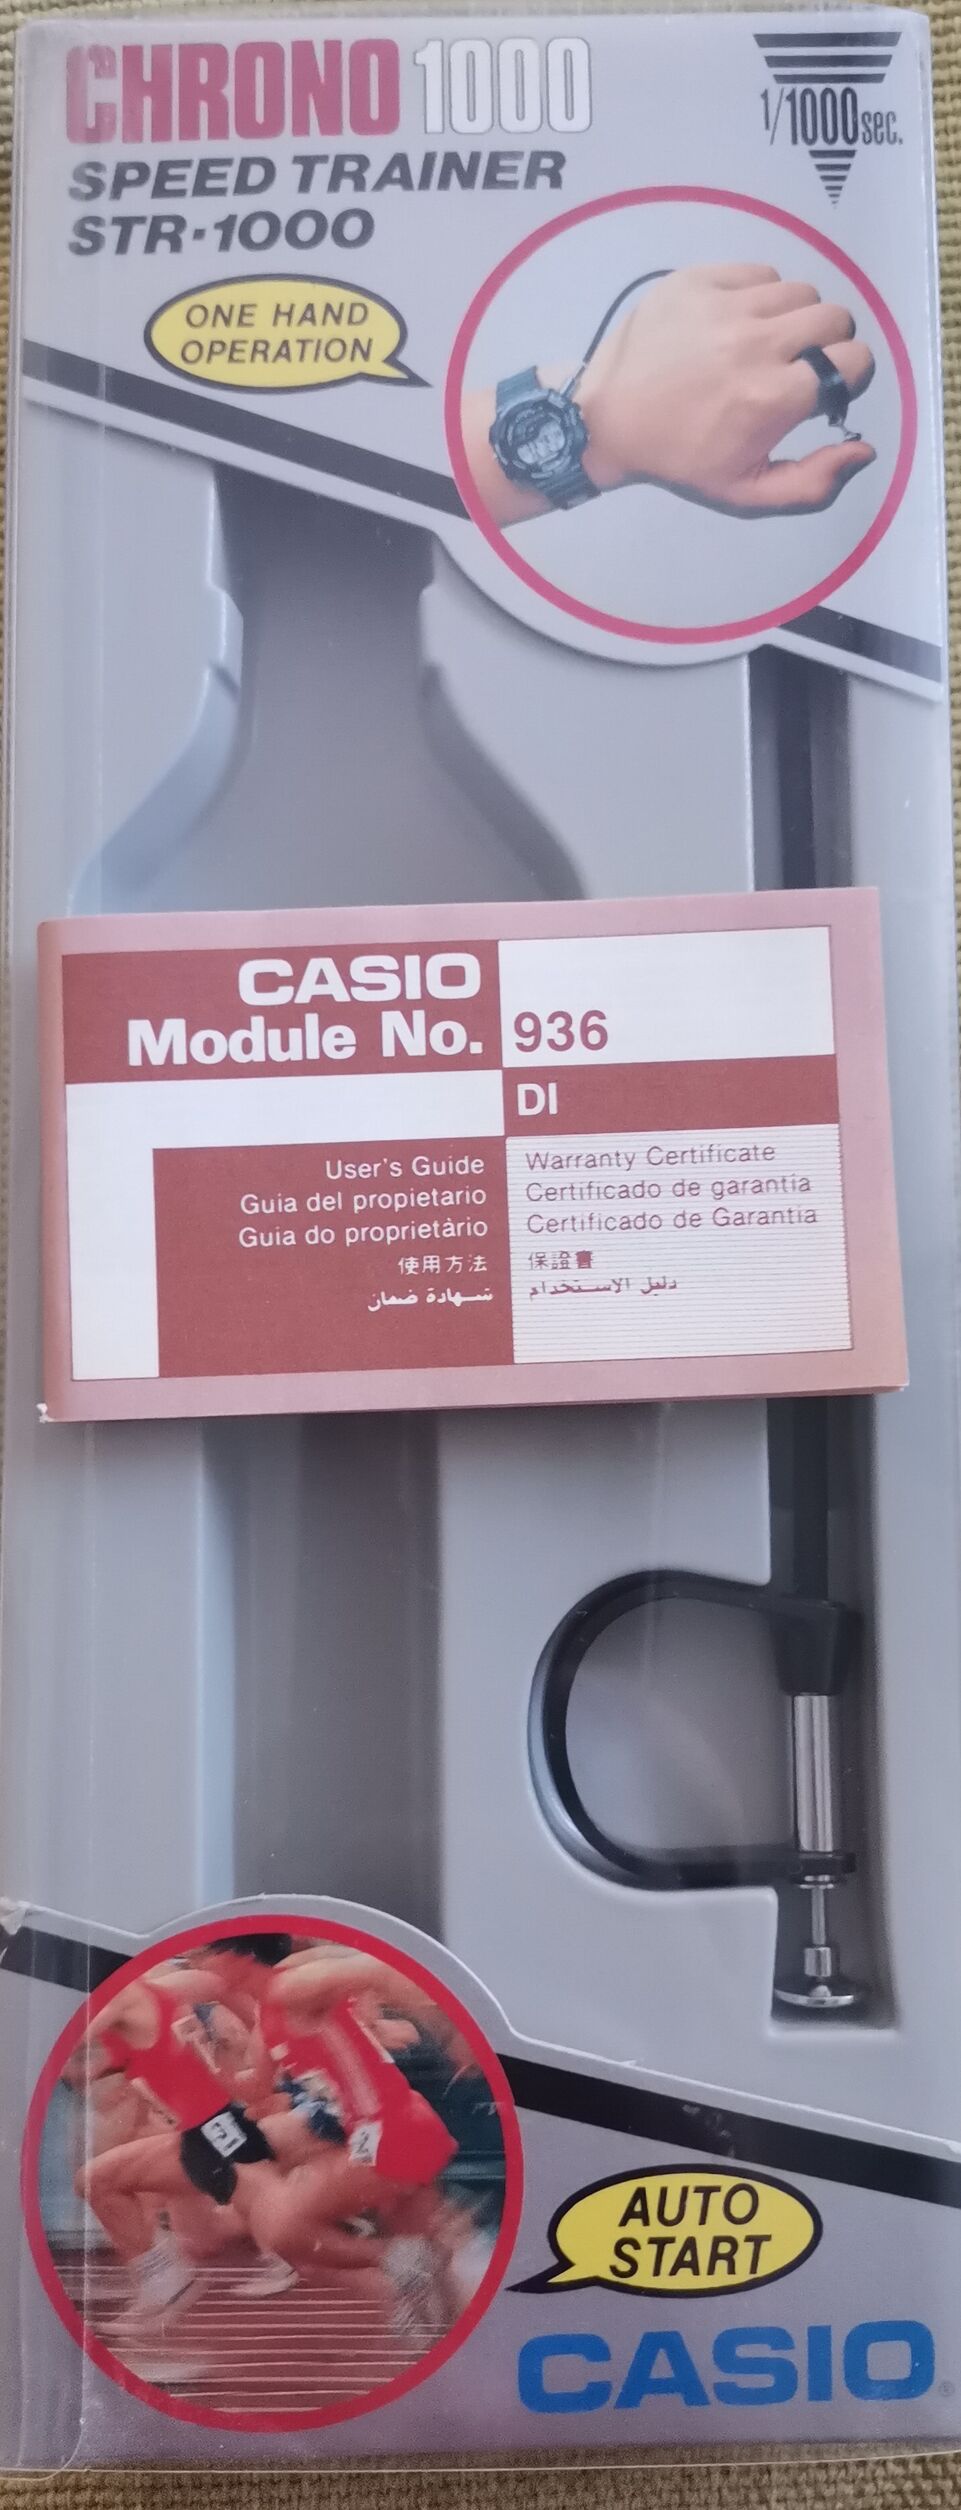 CHRONO 1000
1/1000 SEC.
SPEED TRAINER
STR-1000
ONE HAND
OPERATION
CASIO
Module No. 936
DI
User's Guide
Guia del propietario
Guia do proprietàrio
使用方法
شهادة ضمان
Warranty Certificate
Certificado de garantía
Certificado de Garantia
保證書
دليل الاستخدام
AUTO
START
CASIO